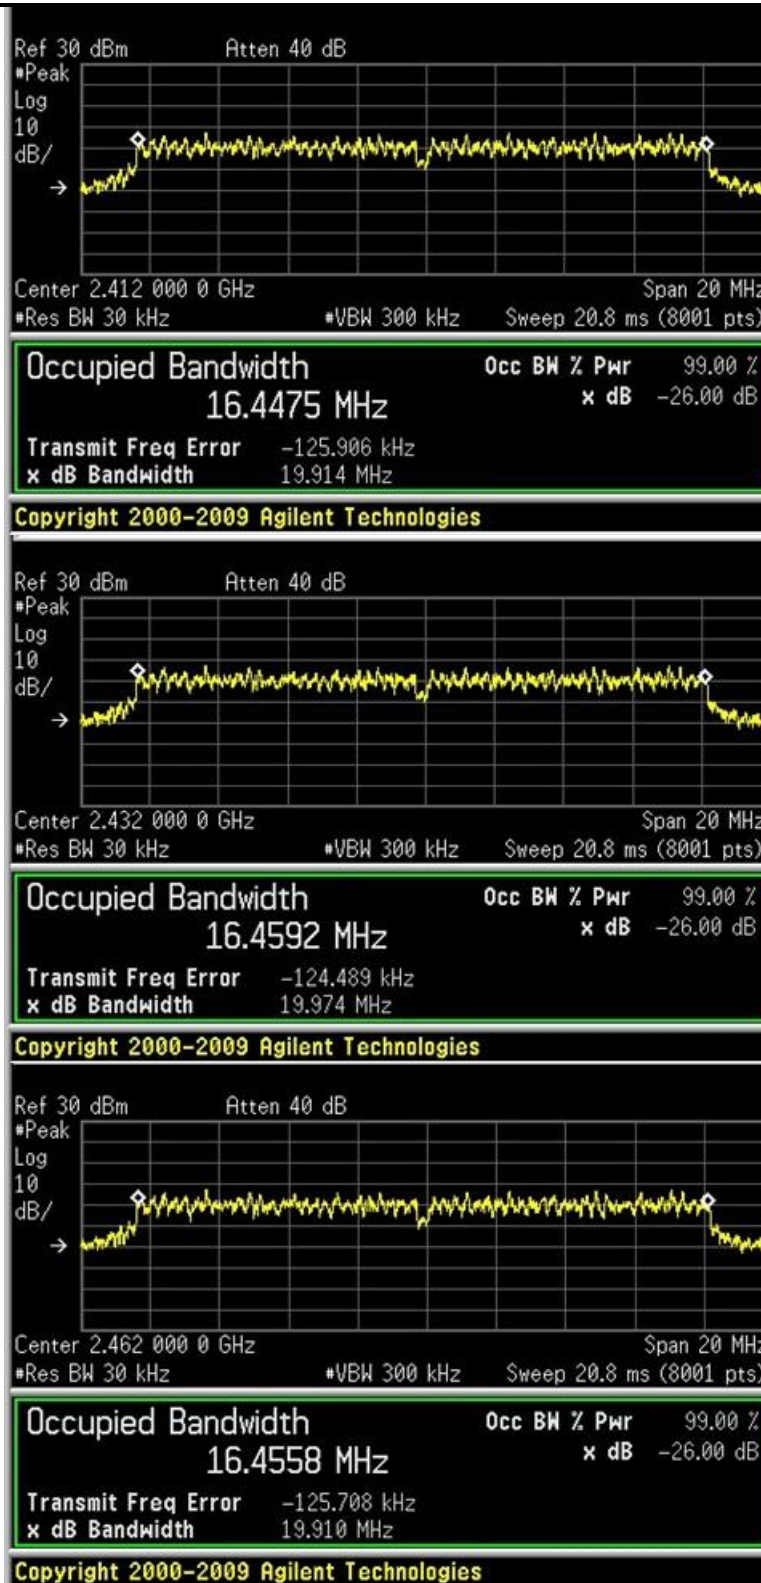 Ref 30 dBm Atten 40 dB
#Peak
Log
10
dB/
Center 2.412 000 0 GHz Span 20 MHz
#Res BW 30 kHz #VBW 300 kHz Sweep 20.8 ms (8001 pts)
Occupied Bandwidth Occ BW % Pwr 99.00 %
16.4475 MHz x dB -26.00 dB
Transmit Freq Error -125.906 kHz
x dB Bandwidth 19.914 MHz
Copyright 2000-2009 Agilent Technologies
Ref 30 dBm Atten 40 dB
#Peak
Log
10
dB/
Center 2.432 000 0 GHz Span 20 MHz
#Res BW 30 kHz #VBW 300 kHz Sweep 20.8 ms (8001 pts)
Occupied Bandwidth Occ BW % Pwr 99.00 %
16.4592 MHz x dB -26.00 dB
Transmit Freq Error -124.489 kHz
x dB Bandwidth 19.974 MHz
Copyright 2000-2009 Agilent Technologies
Ref 30 dBm Atten 40 dB
#Peak
Log
10
dB/
Center 2.462 000 0 GHz Span 20 MHz
#Res BW 30 kHz #VBW 300 kHz Sweep 20.8 ms (8001 pts)
Occupied Bandwidth Occ BW % Pwr 99.00 %
16.4558 MHz x dB -26.00 dB
Transmit Freq Error -125.708 kHz
x dB Bandwidth 19.910 MHz
Copyright 2000-2009 Agilent Technologies